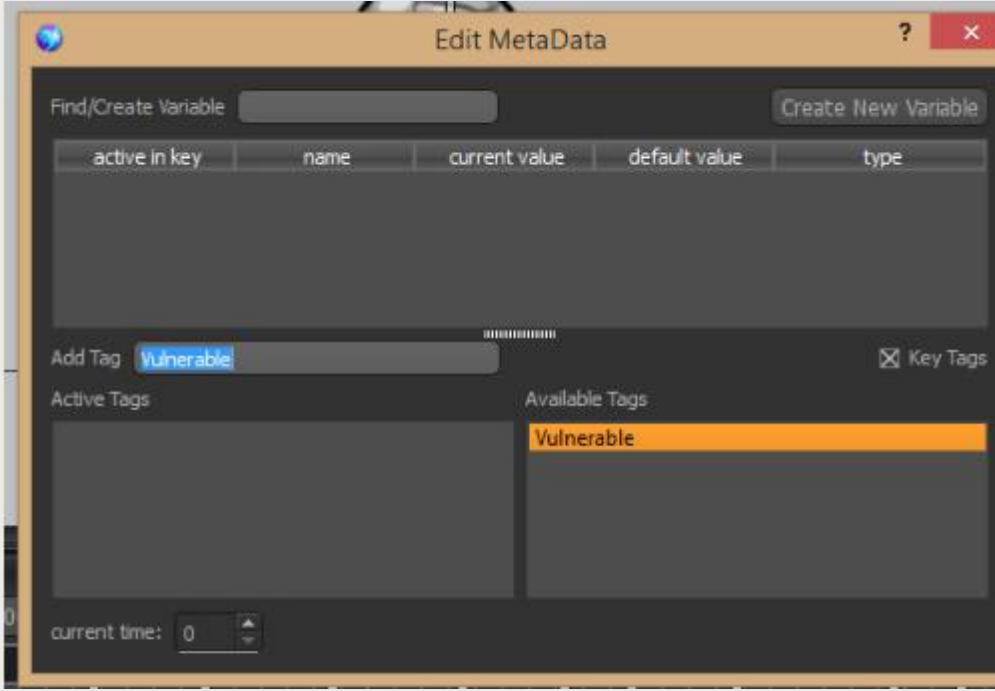 Edit MetaData
?
Find/Create Variable
Create New Variable
active in key name current value default value type
Add Tag Vulnerable
Key Tags
Active Tags
Available Tags
Vulnerable
current time: 0
0